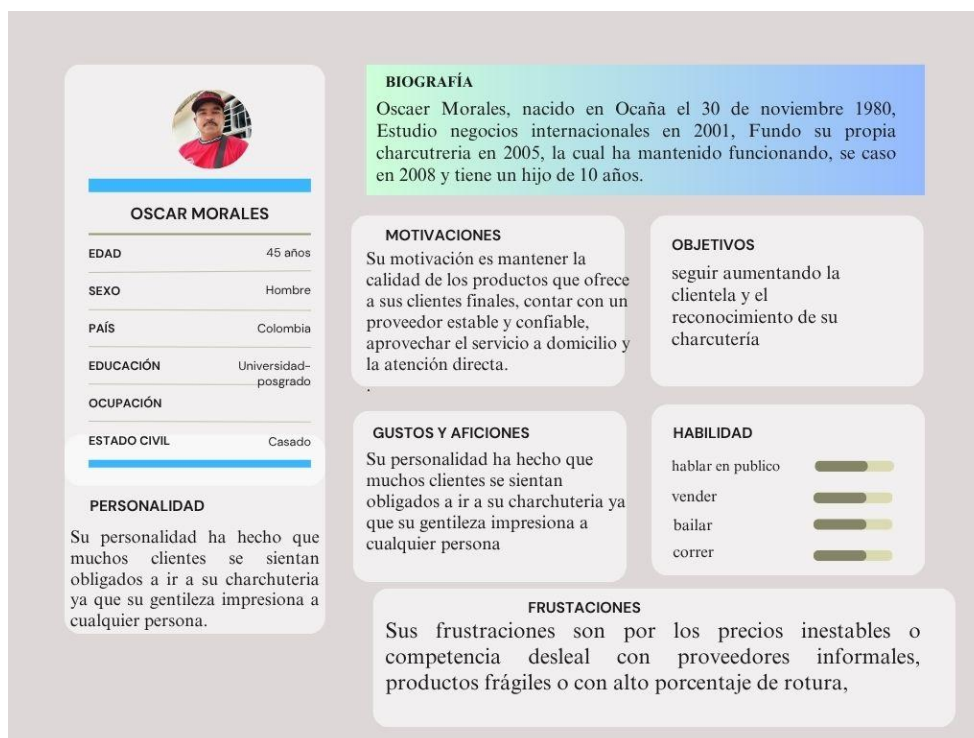 OSCAR MORALES
EDAD 45 años
SEXO Hombre
PAÍS Colombia
EDUCACIÓN Universidad-
posgrado
OCUPACIÓN
ESTADO CIVIL Casado
PERSONALIDAD
Su personalidad ha hecho que
muchos clientes se sientan
obligados a ir a su charchuteria
ya que su gentileza impresiona a
cualquier persona.
BIOGRAFÍA
Oscaer Morales, nacido en Ocaña el 30 de noviembre 1980,
Estudio negocios internacionales en 2001, Fundo su propia
charcutreria en 2005, la cual ha mantenido funcionando, se caso
en 2008 y tiene un hijo de 10 años.
MOTIVACIONES
Su motivación es mantener la
calidad de los productos que ofrece
a sus clientes finales, contar con un
proveedor estable y confiable,
aprovechar el servicio a domicilio y
la atención directa.
.
OBJETIVOS
seguir aumentando la
clientela y el
reconocimiento de su
charcutería
GUSTOS Y AFICIONES
Su personalidad ha hecho que
muchos clientes se sientan
obligados a ir a su charchuteria ya
que su gentileza impresiona a
cualquier persona
HABILIDAD
hablar en publico
vender
bailar
correr
FRUSTACIONES
Sus frustraciones son por los precios inestables o
competencia desleal con proveedores informales,
productos frágiles o con alto porcentaje de rotura,